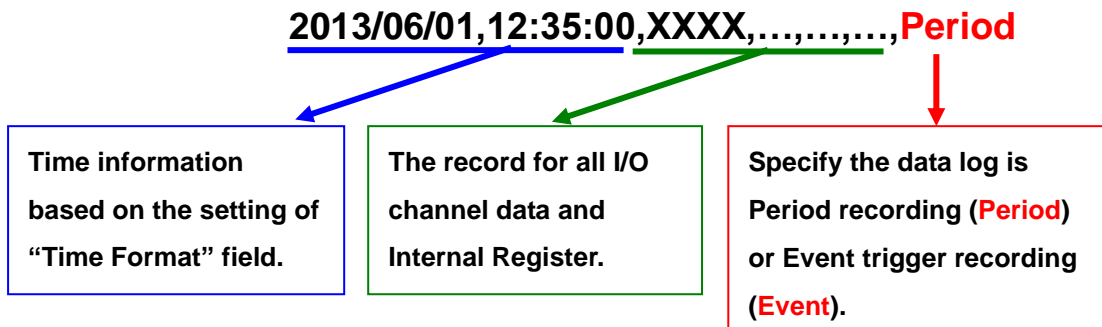 2013/06/01,12:35:00,XXXX,…,…,…,Period
Time information
based on the setting of
“Time Format” field.
The record for all I/O
channel data and
Internal Register.
Specify the data log is
Period recording (Period)
or Event trigger recording
(Event).